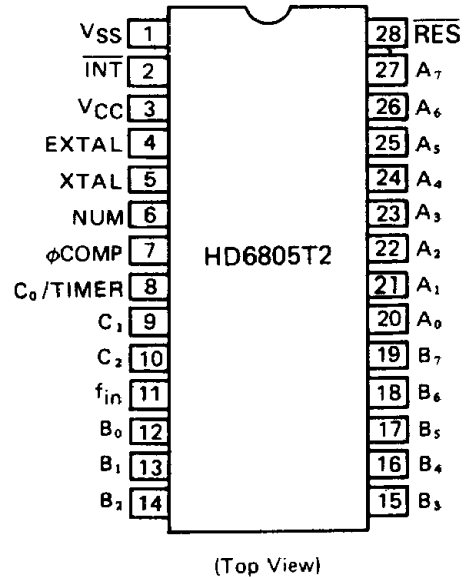 VSS 1 28 RES
INT 2 27 A7
VCC 3 26 A6
EXTAL 4 25 A5
XTAL 5 24 A4
NUM 6 23 A3
φCOMP 7 22 A2
HD6805T2
C0/TIMER 8 21 A1
C1 9 20 A0
C2 10 19 B7
fin 11 18 B6
B0 12 17 B5
B1 13 16 B4
B2 14 15 B3
(Top View)